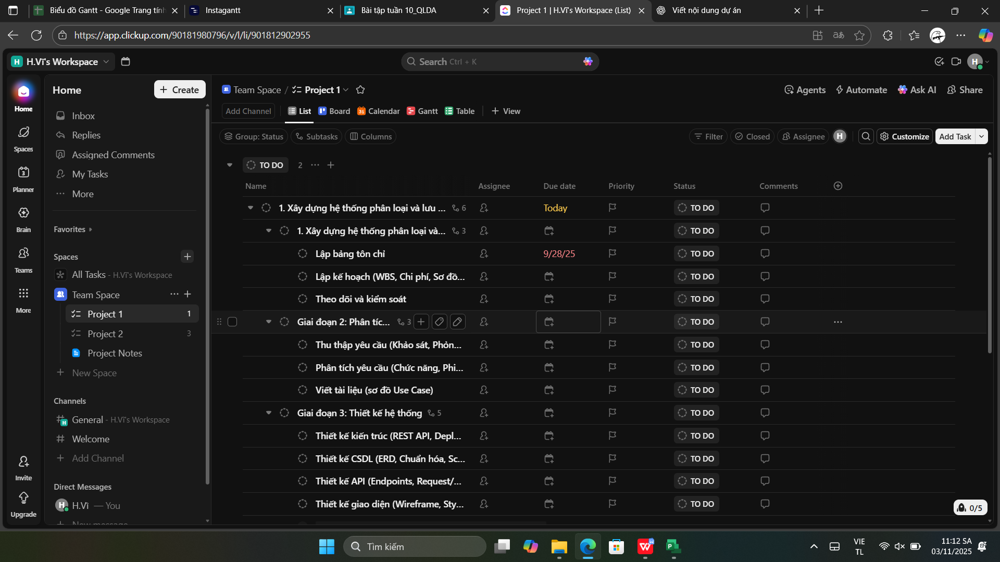 Biểu đồ Gantt - Google Trang tính
Instagantt
Bài tập tuần 10_QLDA
Project 1 | H.Vĩ's Workspace (List)
Viết nội dung dự án
https://app.clickup.com/90181980796/v/l/li/901812902955
H H.Vĩ's Workspace
Search Ctrl + K
H
Home
+ Create
Team Space / Project 1
Agents
Automate
Ask AI
Share
Home
Inbox
Add Channel
List
Board
Calendar
Gantt
Table
+ View
Replies
Group: Status
Subtasks
Columns
Filter
Closed
Assignee
H
Customize
Add Task
Spaces
Assigned Comments
TO DO 2
My Tasks
Planner
3
More
Name
Assignee
Due date
Priority
Status
Comments
1. Xây dựng hệ thống phân loại và lưu ... 6 Today TO DO
Brain
Favorites
1. Xây dựng hệ thống phân loại và... 3 TO DO
Spaces
Lập bảng tôn chỉ 9/28/25 TO DO
Teams
All Tasks - H.Vĩ's Workspace
Lập kế hoạch (WBS, Chi phí, Sơ đồ... TO DO
Team Space
Theo dõi và kiểm soát TO DO
More
Project 1 1
Giai đoạn 2: Phân tíc... 3 TO DO
Project 2 3
Thu thập yêu cầu (Khảo sát, Phỏn... TO DO
Project Notes
Phân tích yêu cầu (Chức năng, Phi... TO DO
+ New Space
Viết tài liệu (sơ đồ Use Case) TO DO
Channels
Giai đoạn 3: Thiết kế hệ thống 5 TO DO
General - H.Vĩ's Workspace
Welcome
Thiết kế kiến trúc (REST API, Depl... TO DO
+ Add Channel
Thiết kế CSDL (ERD, Chuẩn hóa, Sc... TO DO
Invite
Thiết kế API (Endpoints, Request/... TO DO
Direct Messages
H H.Vĩ — You
Thiết kế giao diện (Wireframe, Sty... TO DO
0/5
Upgrade
+ New message
Tìm kiếm
VIE
TL
11:12 SA
03/11/2025